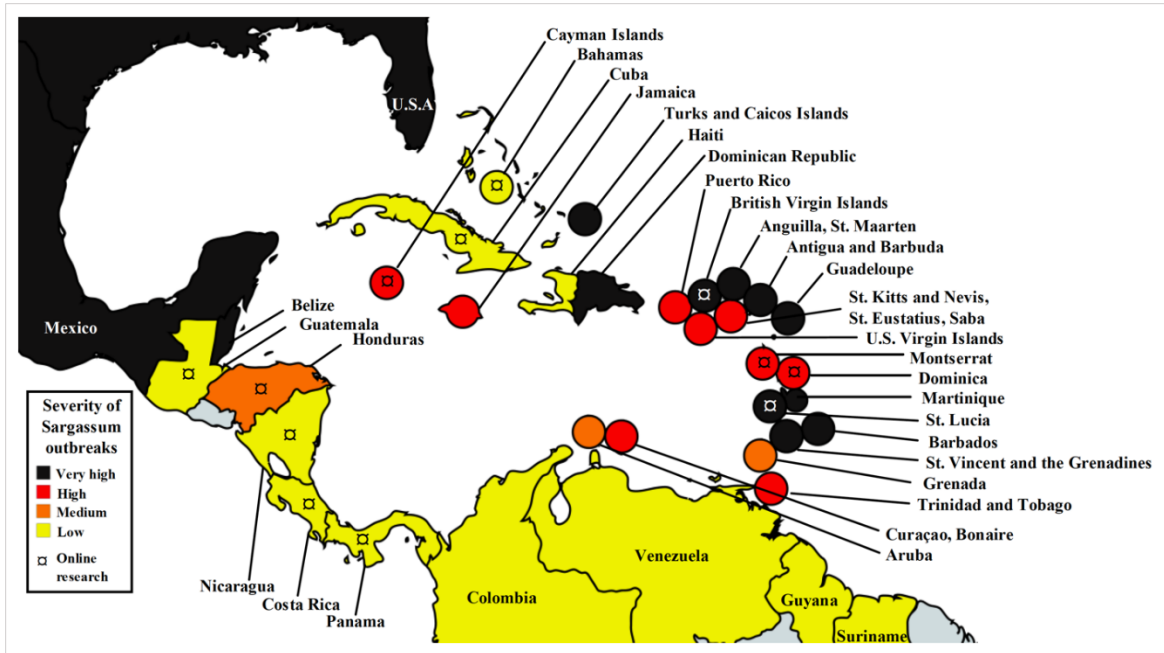 Cayman Islands
Bahamas
Cuba
Jamaica
U.S.A
Turks and Caicos Islands
Haiti
Dominican Republic
Puerto Rico
British Virgin Islands
Anguilla, St. Maarten
Antigua and Barbuda
Guadeloupe
St. Kitts and Nevis,
St. Eustatius, Saba
U.S. Virgin Islands
Montserrat
Dominica
Martinique
St. Lucia
Barbados
St. Vincent and the Grenadines
Grenada
Trinidad and Tobago
Curaçao, Bonaire
Aruba
Mexico
Belize
Guatemala
Honduras
Severity of
Sargassum
outbreaks
Very high
High
Medium
Low
¤ Online
research
Nicaragua
Costa Rica
Panama
Colombia
Venezuela
Guyana
Suriname